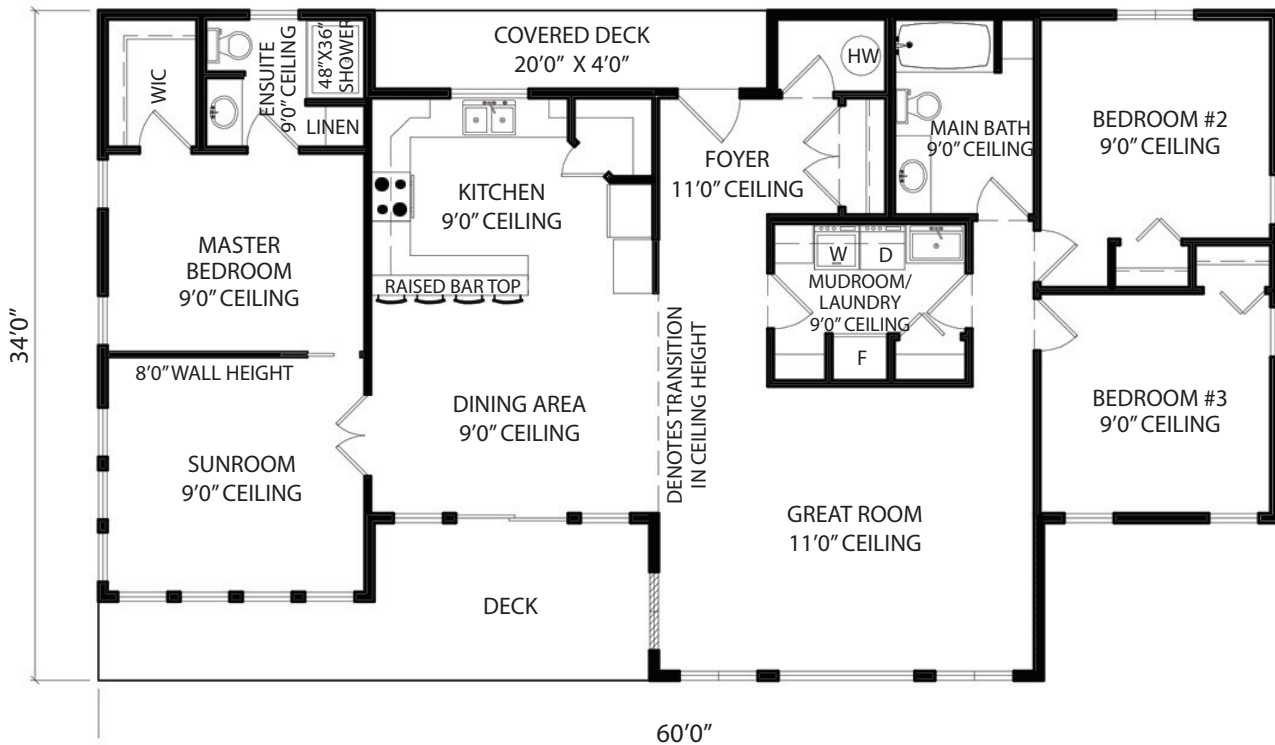 COVERED DECK
20'0" X 4'0"
WIC
ENSUITE
9'0" CEILING
48"X36"
SHOWER
LINEN
HW
MAIN BATH
9'0" CEILING
BEDROOM #2
9'0" CEILING
FOYER
11'0" CEILING
KITCHEN
9'0" CEILING
MASTER
BEDROOM
9'0" CEILING
RAISED BAR TOP
W
D
MUDROOM/
LAUNDRY
9'0" CEILING
F
34'0"
8'0" WALL HEIGHT
DINING AREA
9'0" CEILING
DENOTES TRANSITION
IN CEILING HEIGHT
BEDROOM #3
9'0" CEILING
SUNROOM
9'0" CEILING
GREAT ROOM
11'0" CEILING
DECK
60'0"